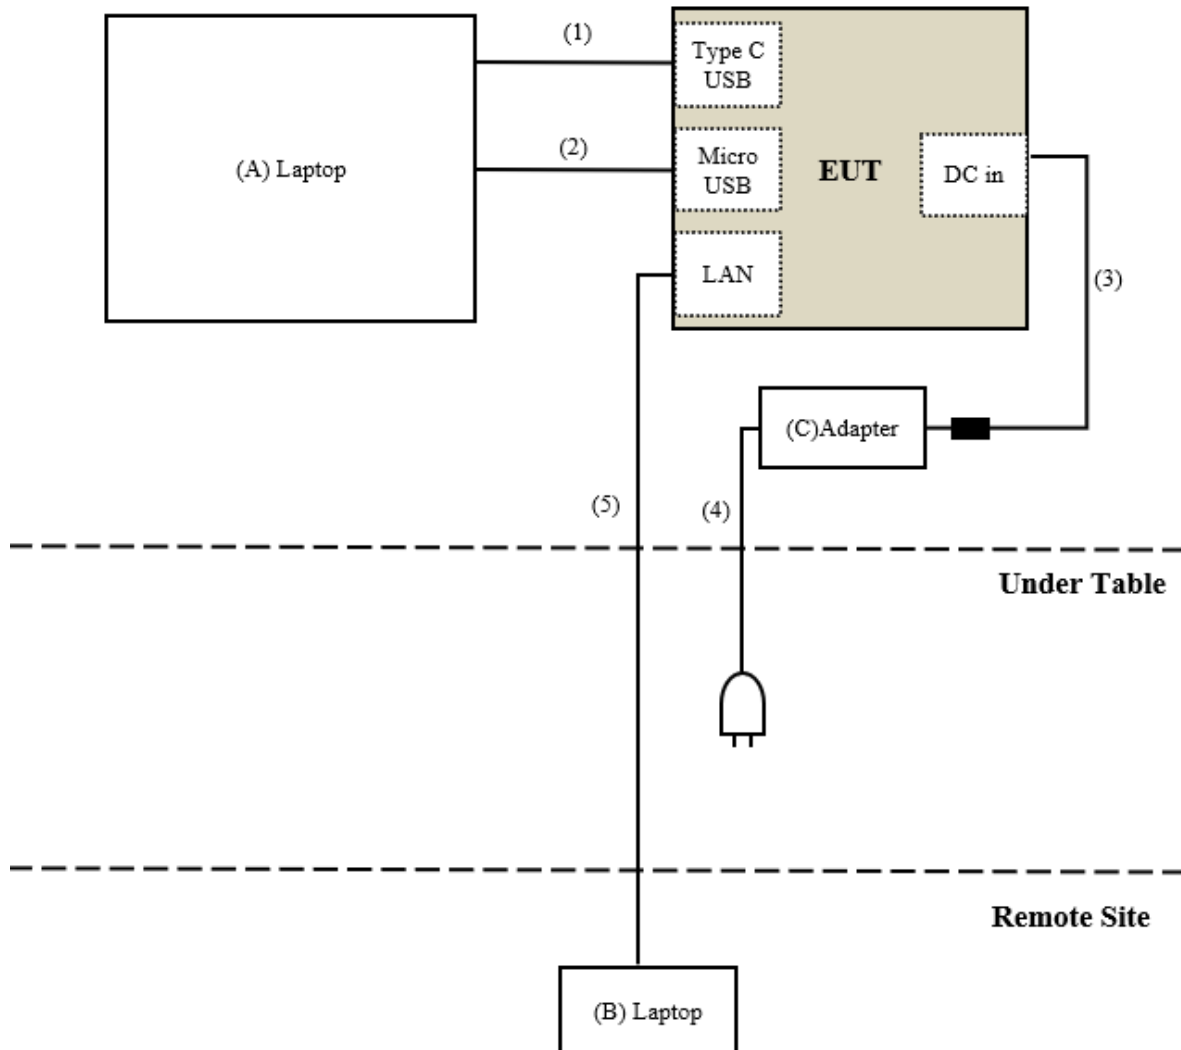 (1)
Type C
USB
(2)
(A) Laptop
Micro
USB
EUT
DC in
LAN
(3)
(C)Adapter
(5)
(4)
Under Table
Remote Site
(B) Laptop